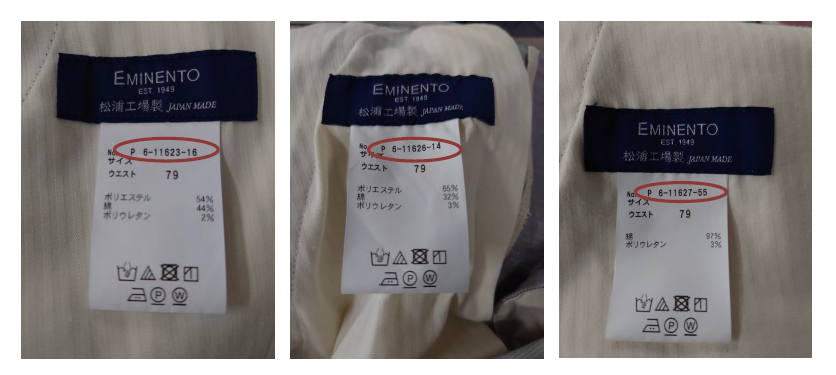 EMINENTO
EST. 1949
松浦工場製 JAPAN MADE
No. P 6-11623-16
サイズ
ウエスト 79
ポリエステル 54%
綿 44%
ポリウレタン 2%
P W
EMINENTO
EST. 1949
松浦工場製 JAPAN MADE
No. P 6-11626-14
サイズ
ウエスト 79
ポリエステル 65%
綿 32%
ポリウレタン 3%
P W
EMINENTO
EST. 1949
松浦工場製 JAPAN MADE
No. P 6-11627-55
サイズ
ウエスト 79
綿 97%
ポリウレタン 3%
P W